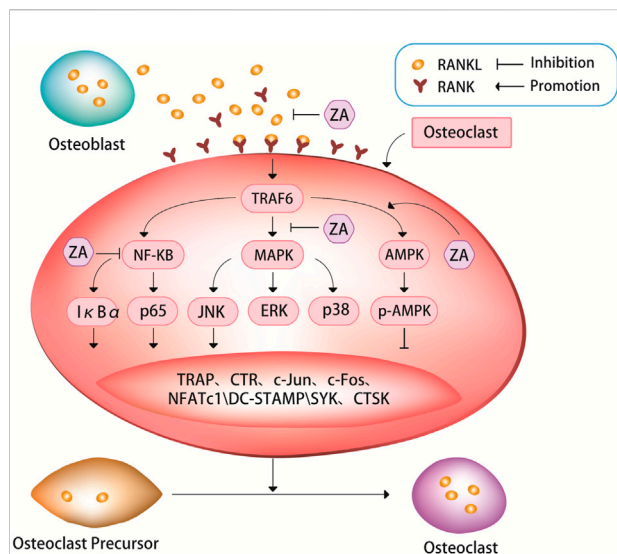 RANKL
Inhibition
RANK
Promotion
Osteoblast
ZA
Osteoclast
TRAF6
ZA
ZA
NF-KB
MAPK
AMPK
ZA
IκBα
p65
JNK
ERK
p38
p-AMPK
TRAP、CTR、c-Jun、c-Fos、
NFATc1\DC-STAMP\SYK、CTSK
Osteoclast Precursor
Osteoclast